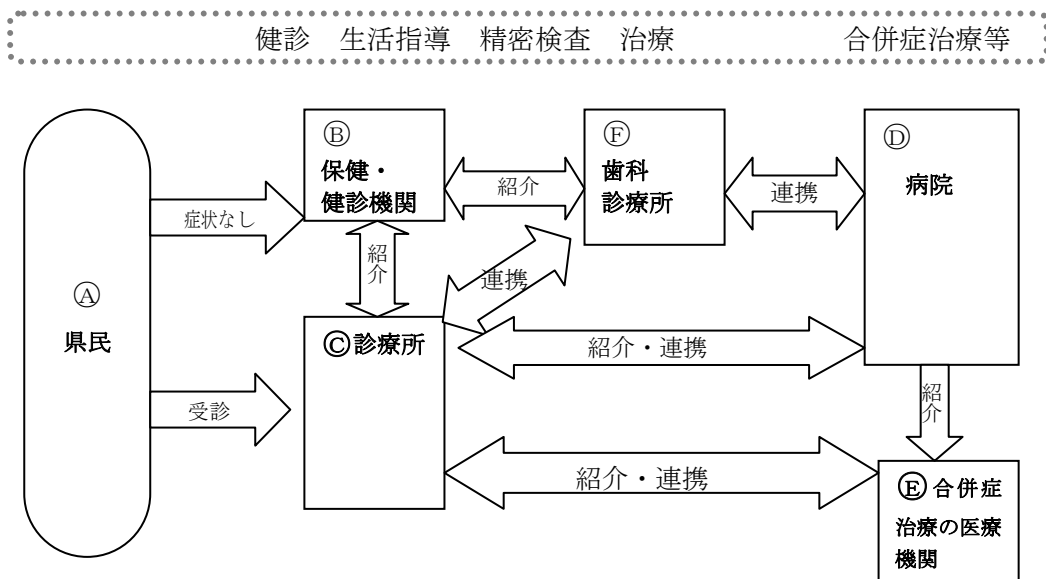 健診 生活指導 精密検査 治療 合併症治療等
Ⓑ
保健・
健診機関
Ⓕ
歯科
診療所
Ⓓ
病院
紹介
連携
症状なし
紹介
連携
Ⓐ
県民
Ⓒ診療所
紹介・連携
受診
紹介
紹介・連携
Ⓔ合併症
治療の医療
機関